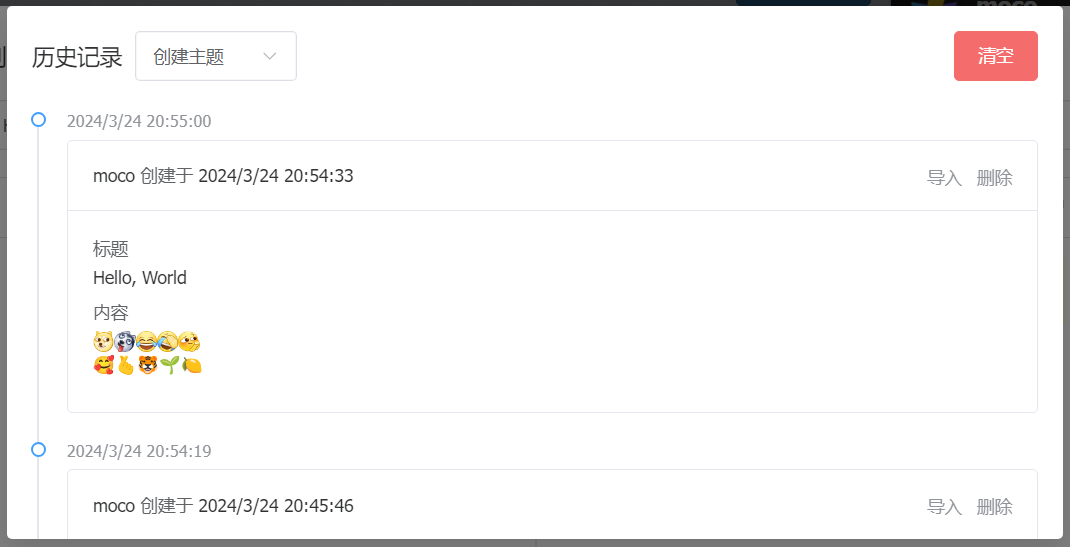 moco
历史记录 创建主题 清空
2024/3/24 20:55:00
moco 创建于 2024/3/24 20:54:33 导入 删除
标题
Hello, World
内容
2024/3/24 20:54:19
moco 创建于 2024/3/24 20:45:46 导入 删除